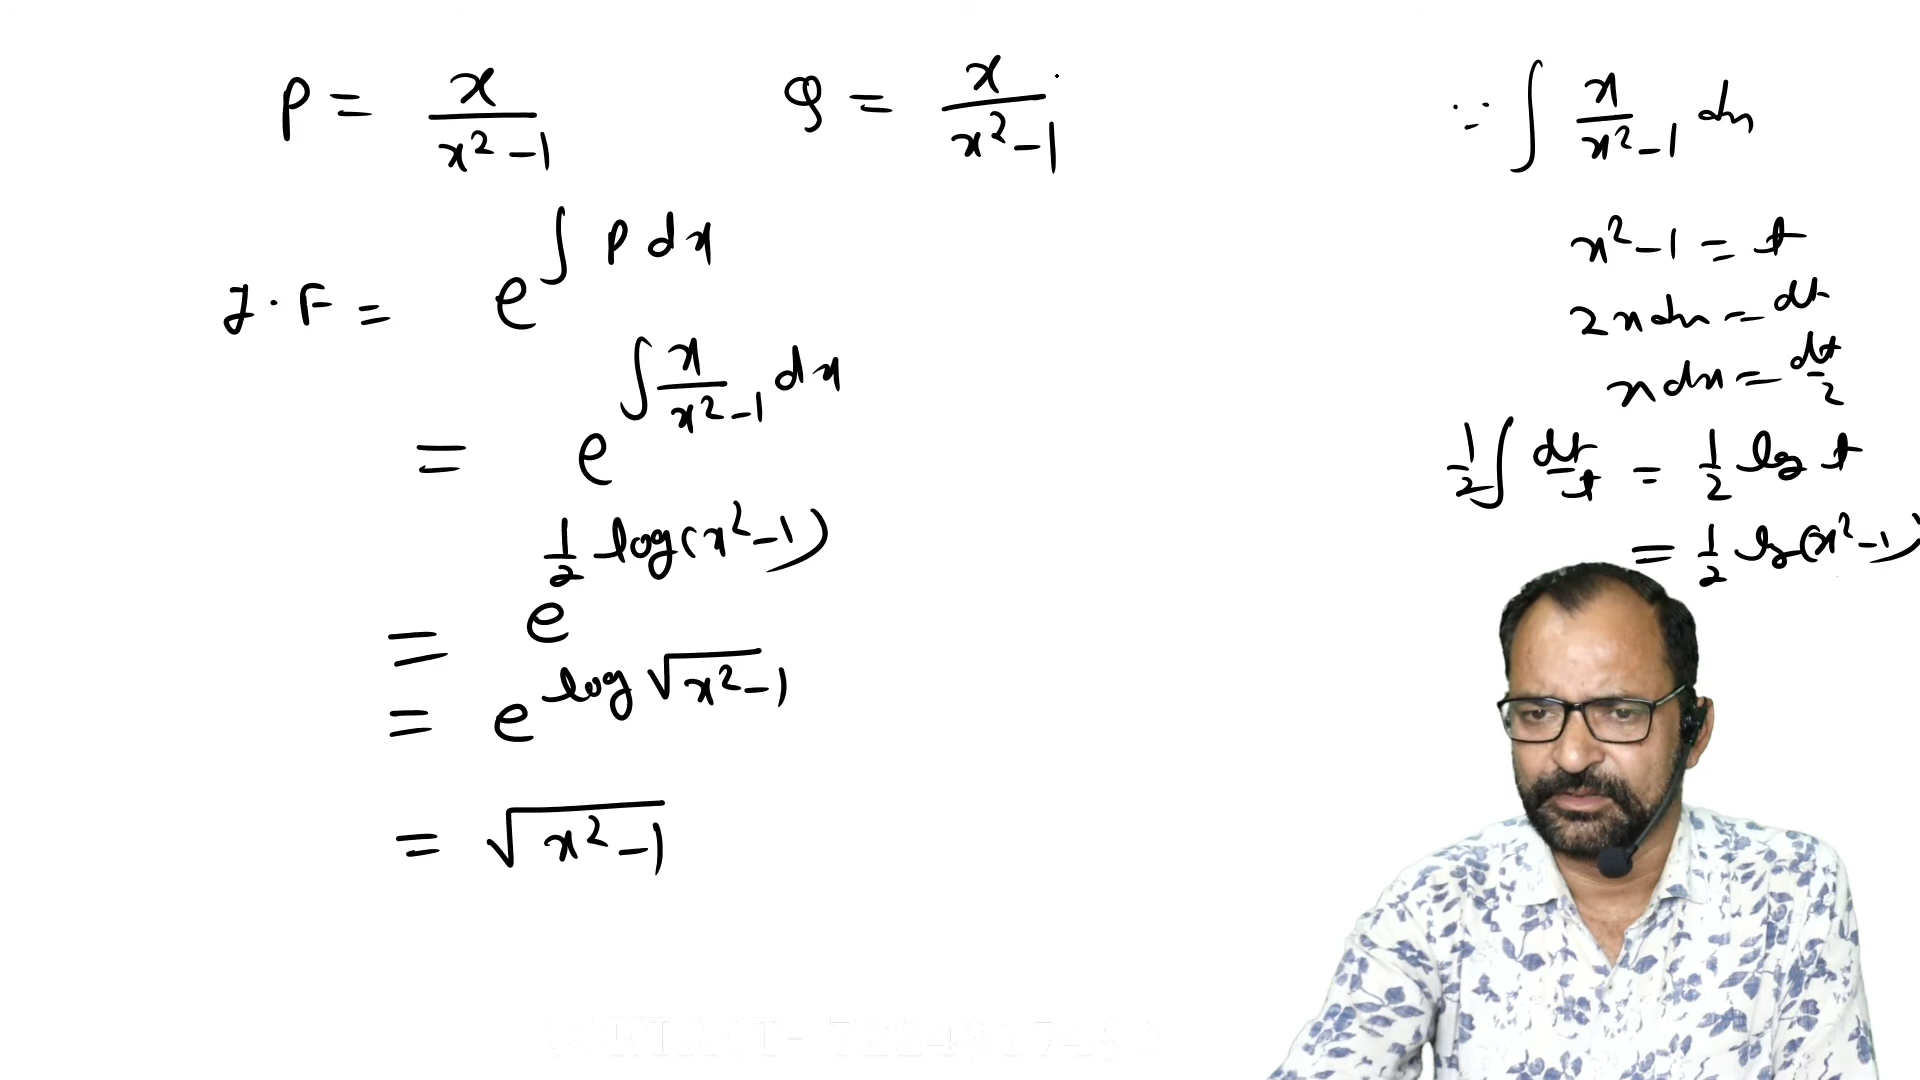 P = x/(x² - 1)    Q = x/(x² - 1)
I.F = e^(∫ P dx)
= e^(∫ x/(x² - 1) dx)
= e^(1/2 log(x² - 1))
= e^(log √(x² - 1))
= √(x² - 1)
∵ ∫ x/(x² - 1) dx
x² - 1 = t
2x dx = dt
x dx = dt/2
1/2 ∫ dt/t = 1/2 log t
= 1/2 log(x² - 1)